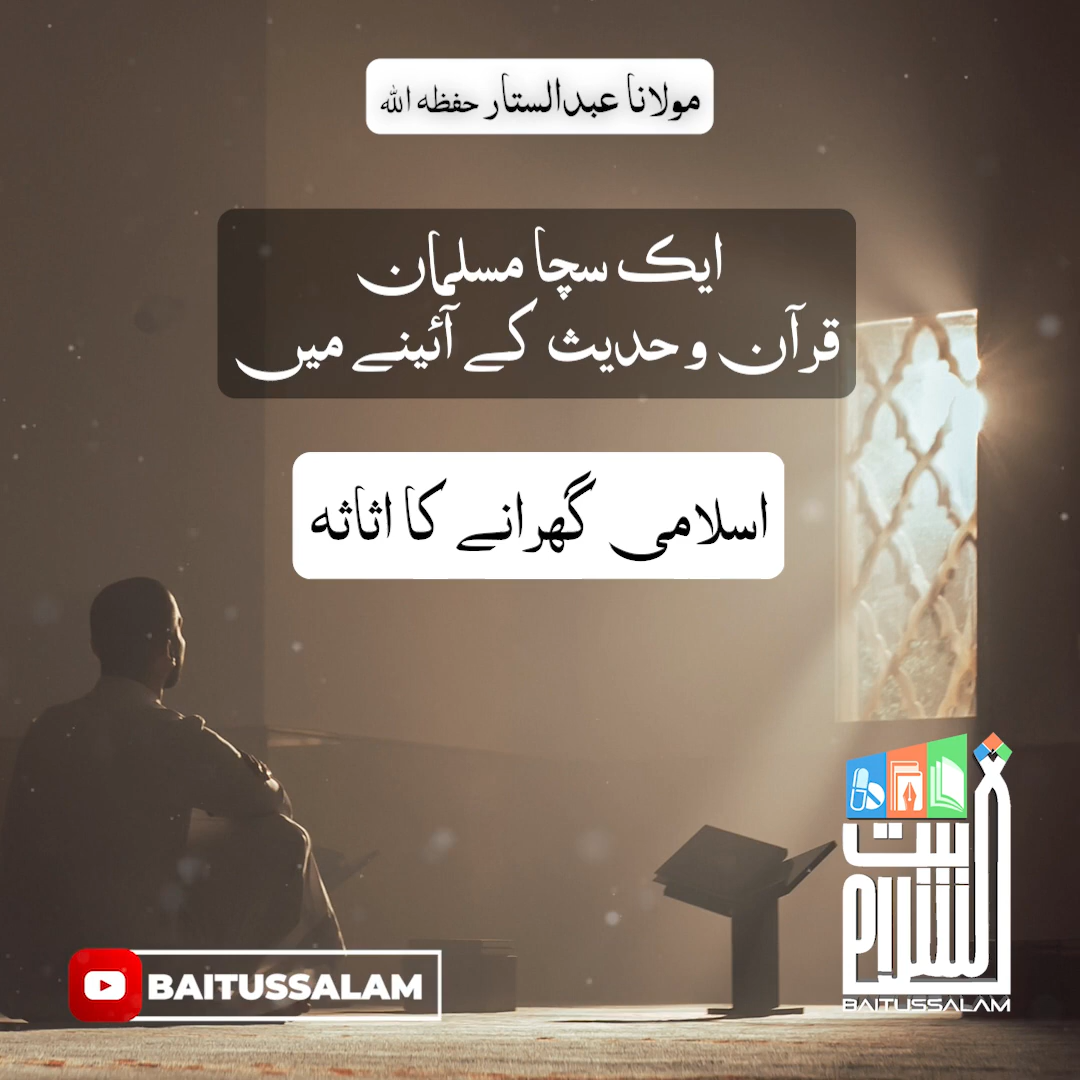 مولانا عبدالستار حفظہ اللہ
ایک سچا مسلمان
قرآن و حدیث کے آئینے میں
اسلامی گھرانے کا اثاثہ
بیت السلام
BAITUSSALAM
BAITUSSALAM